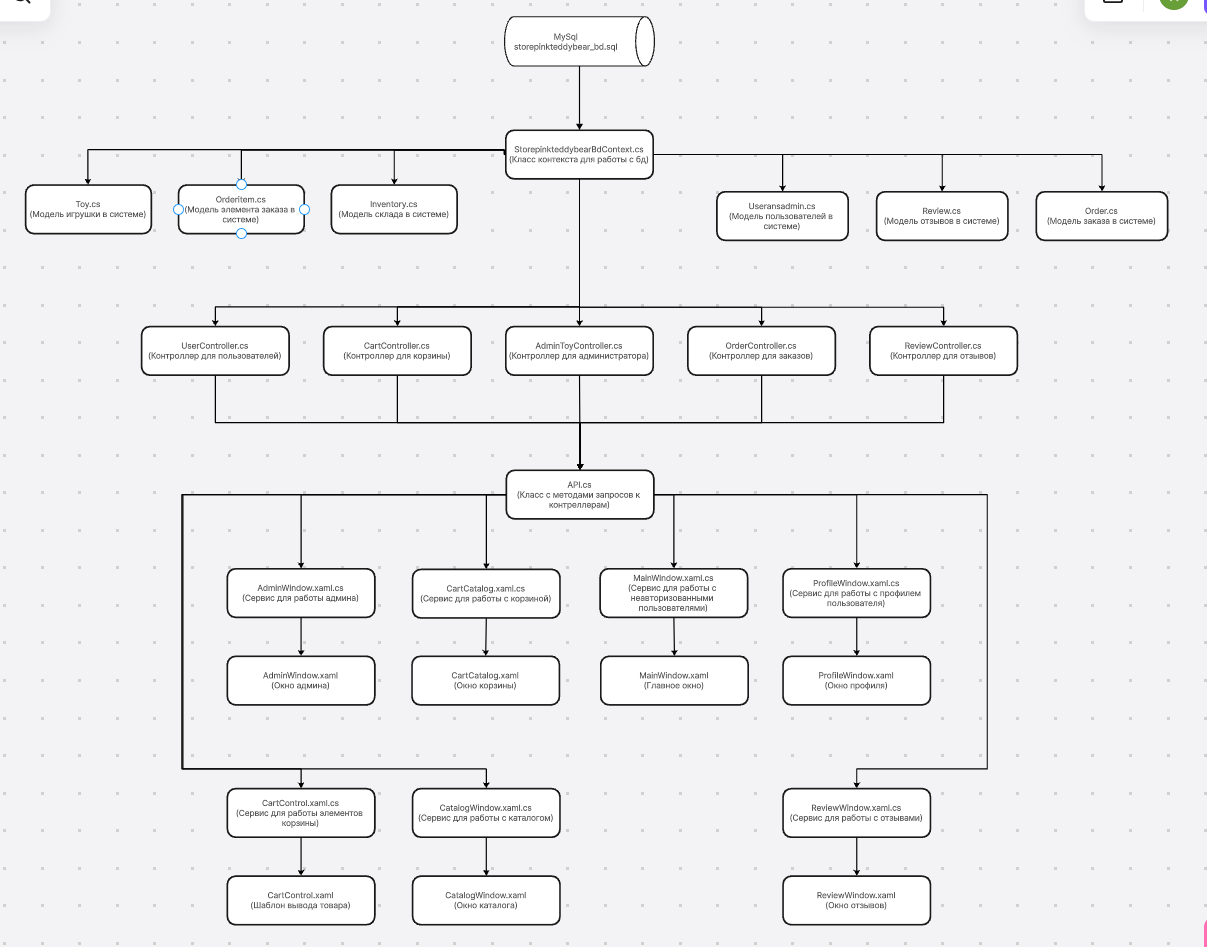 MySql
storepinkteddybear_bd.sql
StorepinkteddybearBdContext.cs
(Класс контекста для работы с бд)
Toy.cs
(Модель игрушки в системе)
OrderItem.cs
(Модель элемента заказа в
системе)
Inventory.cs
(Модель склада в системе)
Useransadmin.cs
(Модель пользователей в
системе)
Review.cs
(Модель отзывов в системе)
Order.cs
(Модель заказа в системе)
UserController.cs
(Контроллер для пользователей)
CartController.cs
(Контроллер для корзины)
AdminToyController.cs
(Контроллер для администратора)
OrderController.cs
(Контроллер для заказов)
ReviewController.cs
(Контроллер для отзывов)
API.cs
(Класс с методами запросов к
контреллерам)
AdminWindow.xaml.cs
(Сервис для работы админа)
CartCatalog.xaml.cs
(Сервис для работы с корзиной)
MainWindow.xaml.cs
(Сервис для работы с
неавторизованными
пользователями)
ProfileWindow.xaml.cs
(Сервис для работы с профилем
пользователя)
AdminWindow.xaml
(Окно админа)
CartCatalog.xaml
(Окно корзины)
MainWindow.xaml
(Главное окно)
ProfileWindow.xaml
(Окно профиля)
CartControl.xaml.cs
(Сервис для работы элементов
корзины)
CatalogWindow.xaml.cs
(Сервис для работы с каталогом)
ReviewWindow.xaml.cs
(Сервис для работы с отзывами)
CartControl.xaml
(Шаблон вывода товара)
CatalogWindow.xaml
(Окно каталога)
ReviewWindow.xaml
(Окно отзывов)